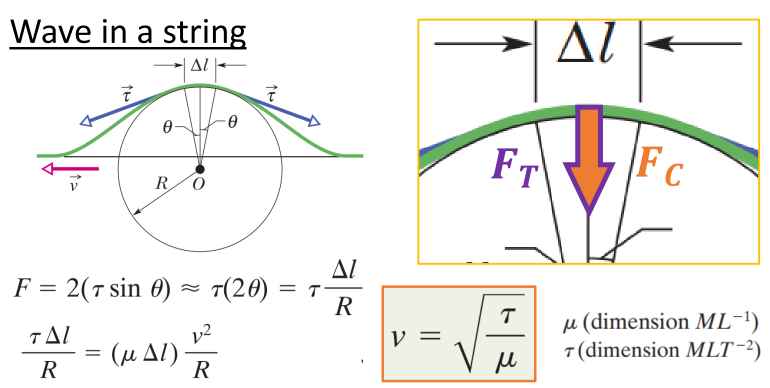 Wave in a string
Δl
τ⃗
τ⃗
θ
θ
v⃗
R
O
F = 2(τ sin θ) ≈ τ(2θ) = τ Δl/R
τ Δl/R = (μ Δl) v²/R
Δl
F_T
F_C
v = √(τ/μ)
μ (dimension ML⁻¹)
τ (dimension MLT⁻²)